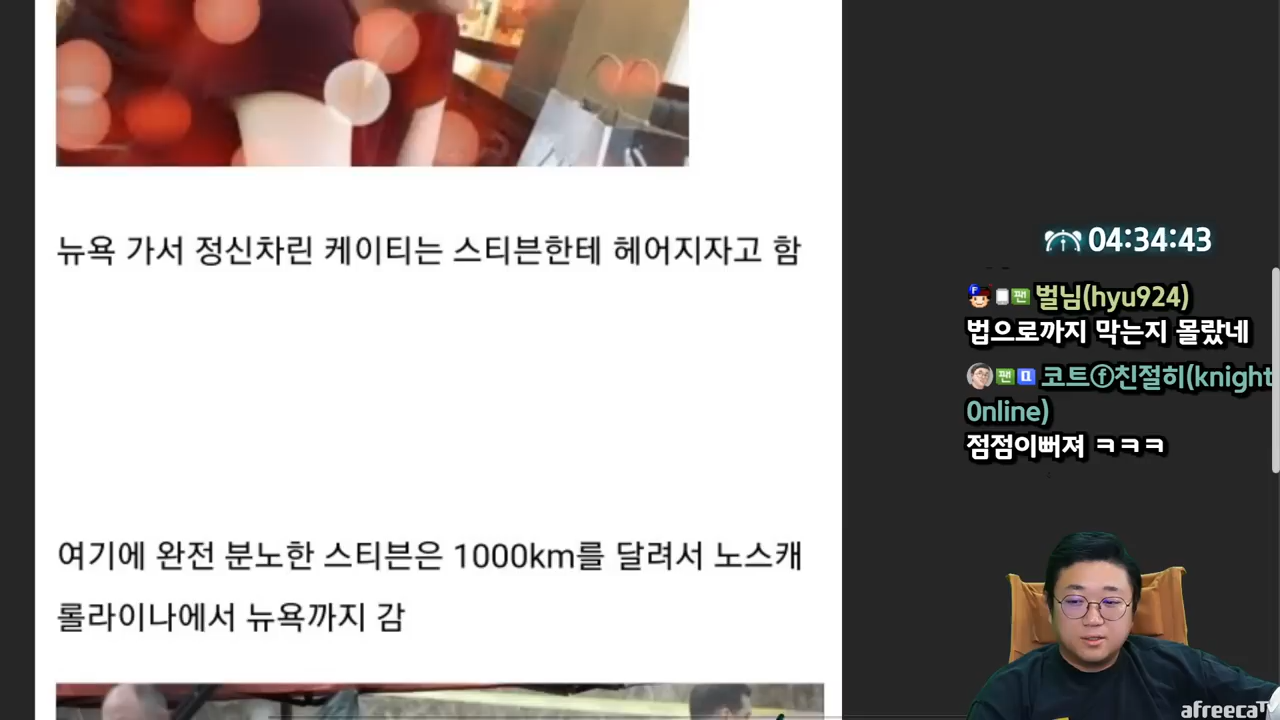 뉴욕 가서 정신차린 케이티는 스티븐한테 헤어지자고 함
여기에 완전 분노한 스티븐은 1000km를 달려서 노스캐
롤라이나에서 뉴욕까지 감
04:34:43
팬 벌님(hyu924)
법으로까지 막는지 몰랐네
팬 코트ⓕ친절히(knight
0nline)
점점이뻐져 ㅋㅋㅋ
afreecaTV